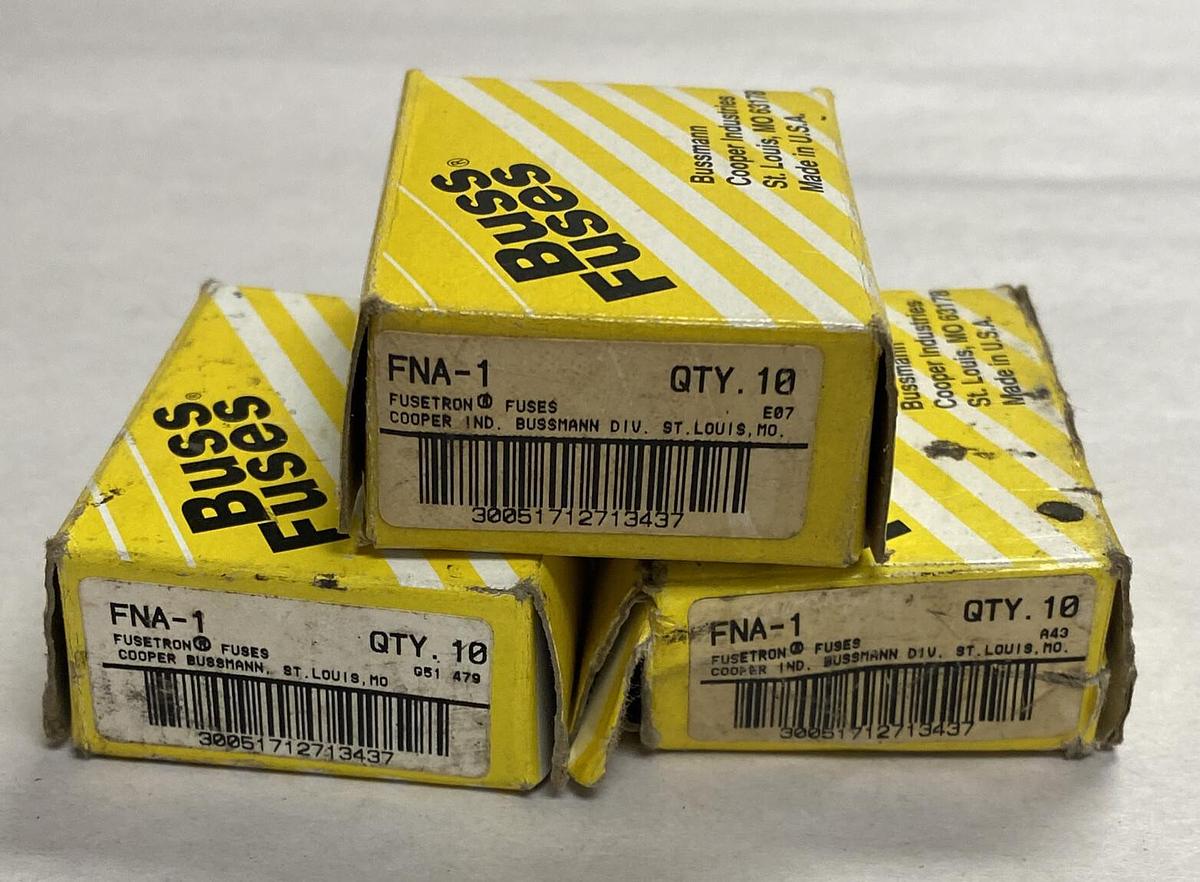 Buss®
Fuses
Bussmann
Cooper Industries
St. Louis, MO 63178
Made in U.S.A.
FNA-1 QTY. 10
FUSETRON® FUSES E07
COOPER IND. BUSSMANN DIV. ST.LOUIS,MO.
30051712713437
Buss®
Fuses
FNA-1 QTY. 10
FUSETRON® FUSES
COOPER BUSSMANN, ST.LOUIS,MO G51 479
30051712713437
Bussmann
Cooper Industries
St. Louis, MO 63178
Made in U.S.A.
FNA-1 QTY. 10
FUSETRON® FUSES A43
COOPER IND. BUSSMANN DIV. ST.LOUIS,MO.
30051712713437